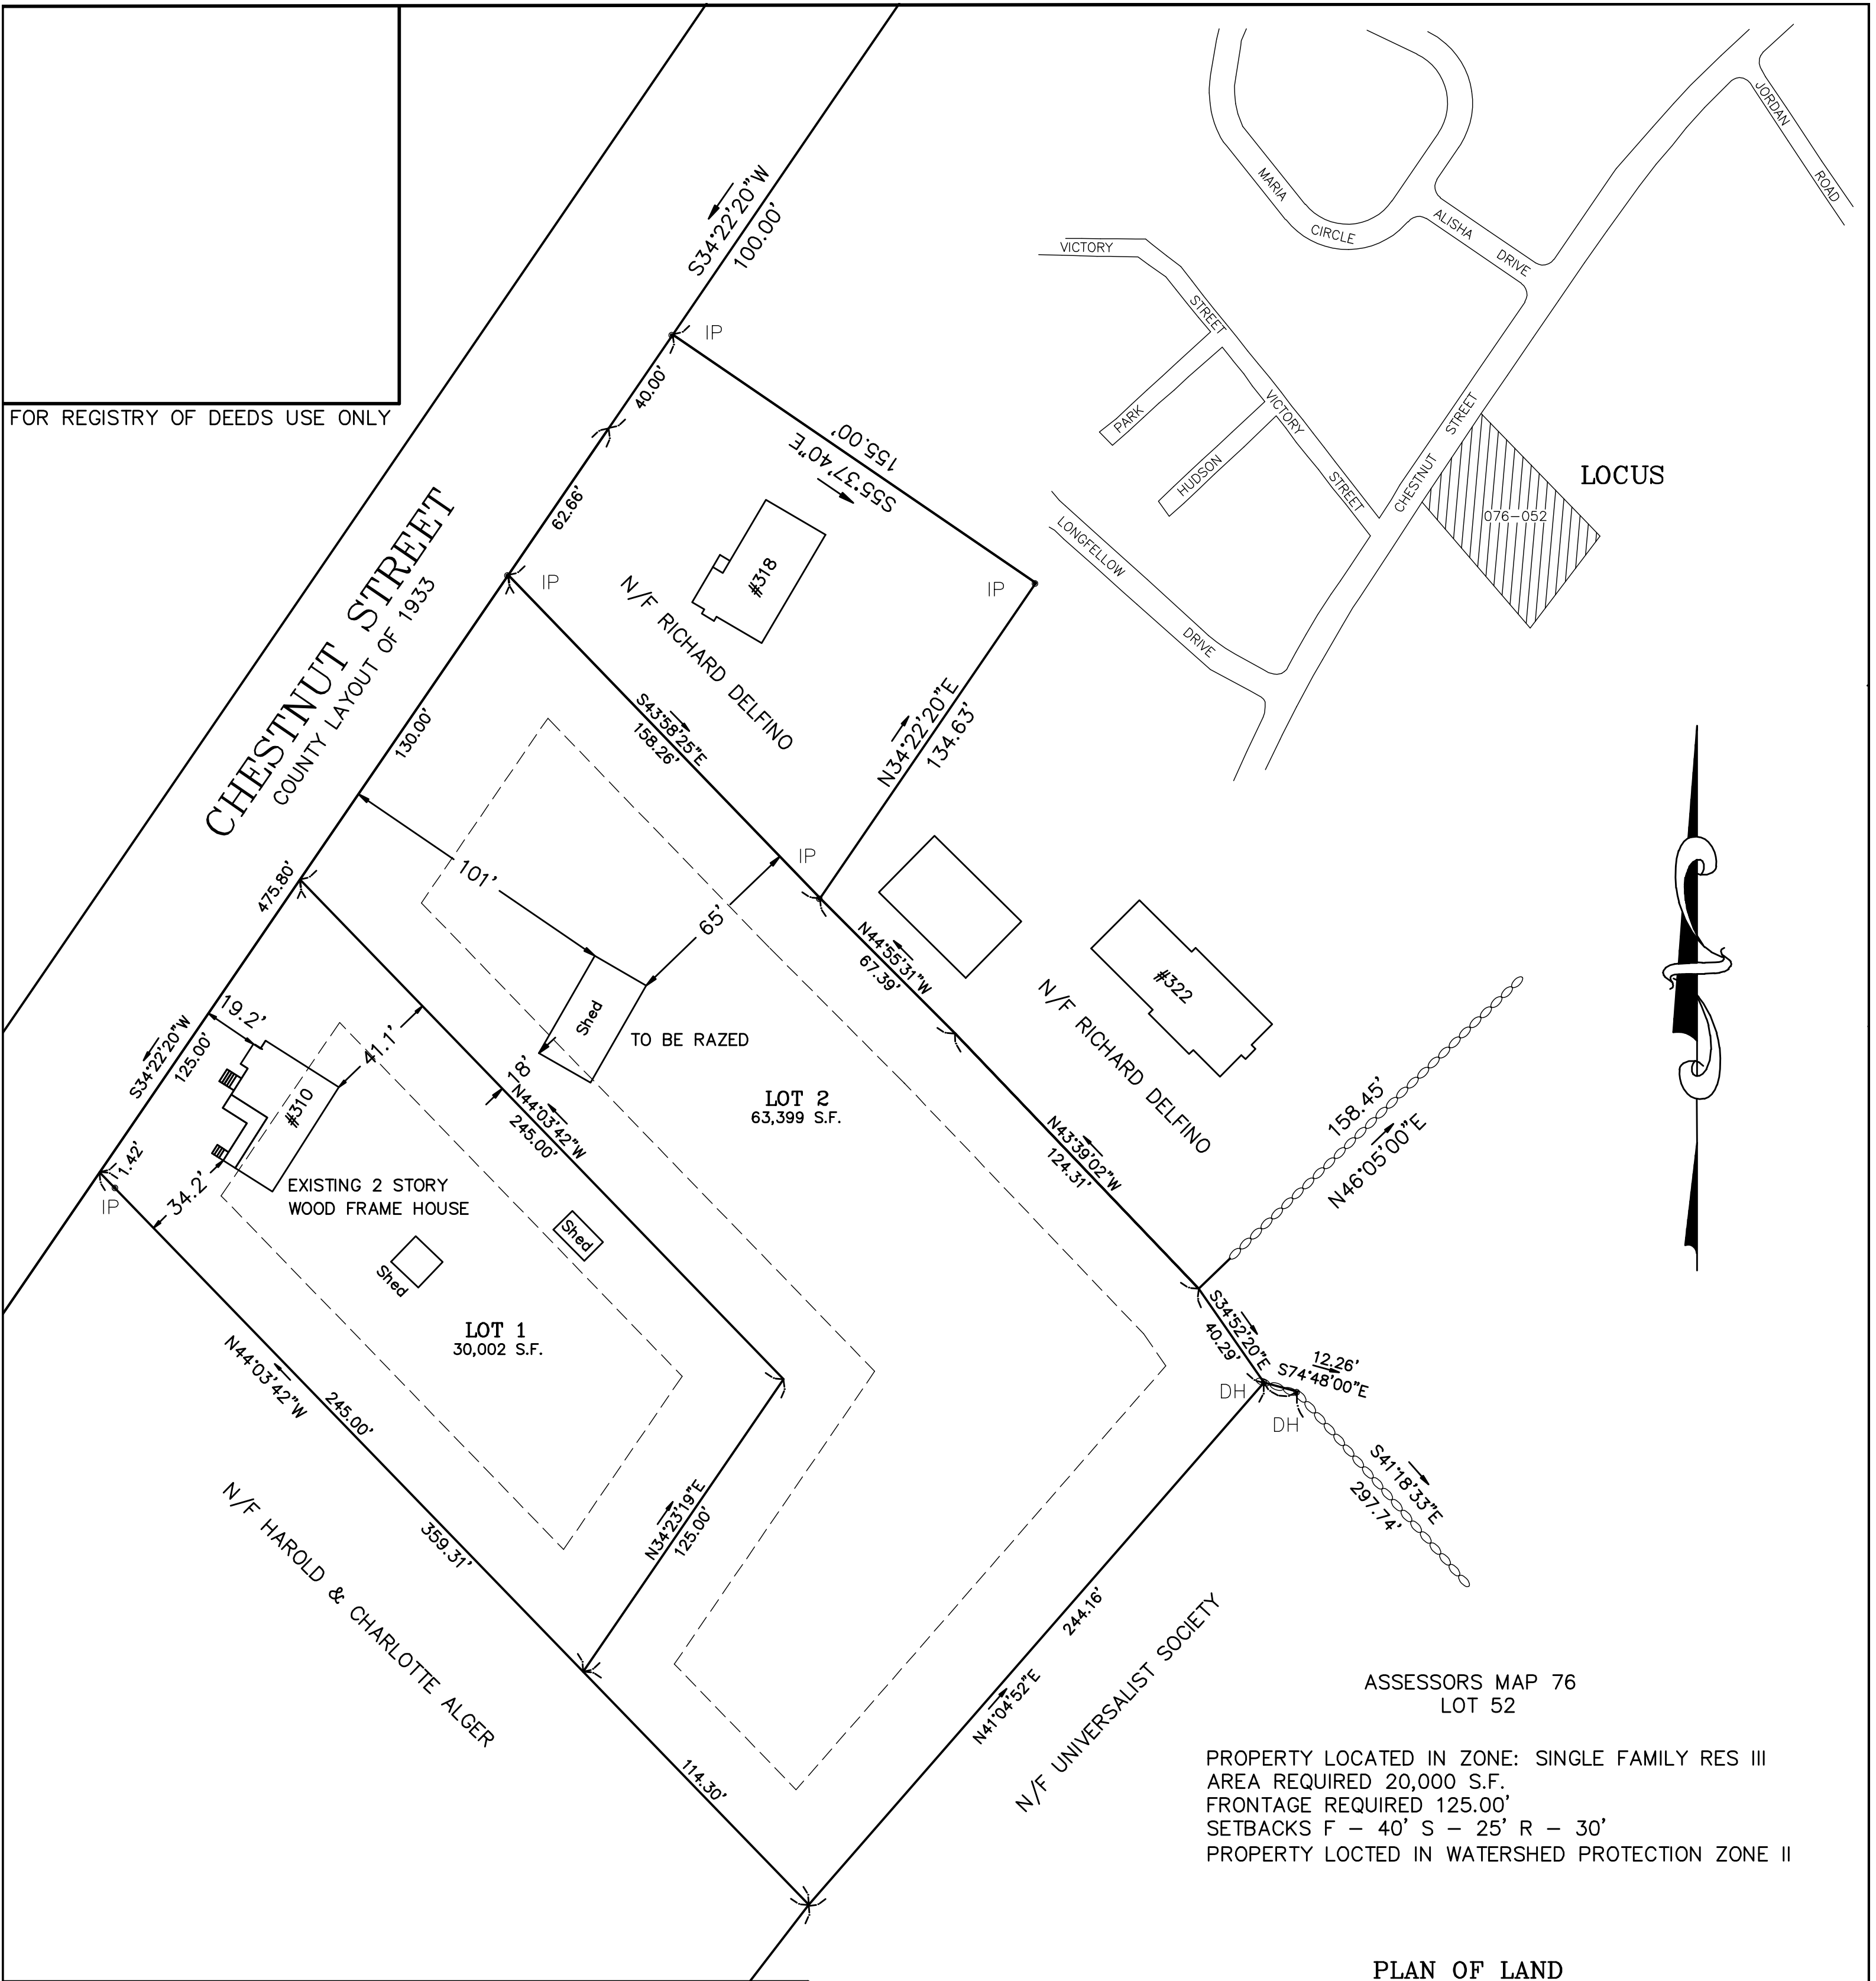 FOR REGISTRY OF DEEDS USE ONLY
CHESTNUT STREET
COUNTY LAYOUT OF 1933
S34°22'20"W
100.00'
IP
40.00'
62.66'
IP
S55°37'40"E
155.00'
#318
N/F RICHARD DELFINO
IP
N34°22'20"E
134.63'
S43°58'25"E
158.26'
130.00'
IP
101'
65'
475.80'
Shed
TO BE RAZED
18'
N44°55'31"W
67.39'
#322
N/F RICHARD DELFINO
LOT 2
63,399 S.F.
N43°39'02"W
124.31'
158.45'
N46°05'00"E
19.2'
41.1'
S34°22'20"W
125.00'
#310
N44°03'42"W
245.00'
1.42'
IP
34.2'
EXISTING 2 STORY
WOOD FRAME HOUSE
Shed
Shed
LOT 1
30,002 S.F.
S34°52'20"E
40.29'
12.26'
S74°48'00"E
DH
DH
S41°18'33"E
297.74'
N44°03'42"W
245.00'
359.31'
N34°23'19"E
125.00'
N/F HAROLD & CHARLOTTE ALGER
114.30'
244.16'
N41°04'52"E
N/F UNIVERSALIST SOCIETY
MARIA
CIRCLE
ALISHA
DRIVE
JORDAN
ROAD
VICTORY
STREET
PARK
VICTORY
STREET
HUDSON
CHESTNUT
STREET
LONGFELLOW
DRIVE
LOCUS
076-052
ASSESSORS MAP 76
LOT 52
PROPERTY LOCATED IN ZONE: SINGLE FAMILY RES III
AREA REQUIRED 20,000 S.F.
FRONTAGE REQUIRED 125.00'
SETBACKS F – 40' S – 25' R – 30'
PROPERTY LOCTED IN WATERSHED PROTECTION ZONE II
PLAN OF LAND